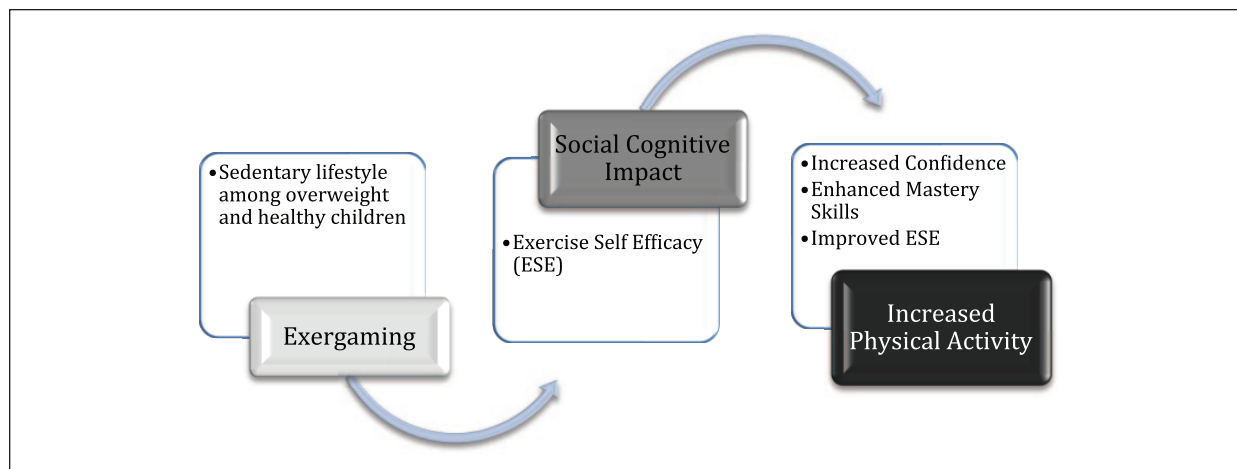 •Sedentary lifestyle
among overweight
and healthy children
Exergaming
Social Cognitive
Impact
•Exercise Self Efficacy
(ESE)
•Increased Confidence
•Enhanced Mastery
Skills
•Improved ESE
Increased
Physical Activity